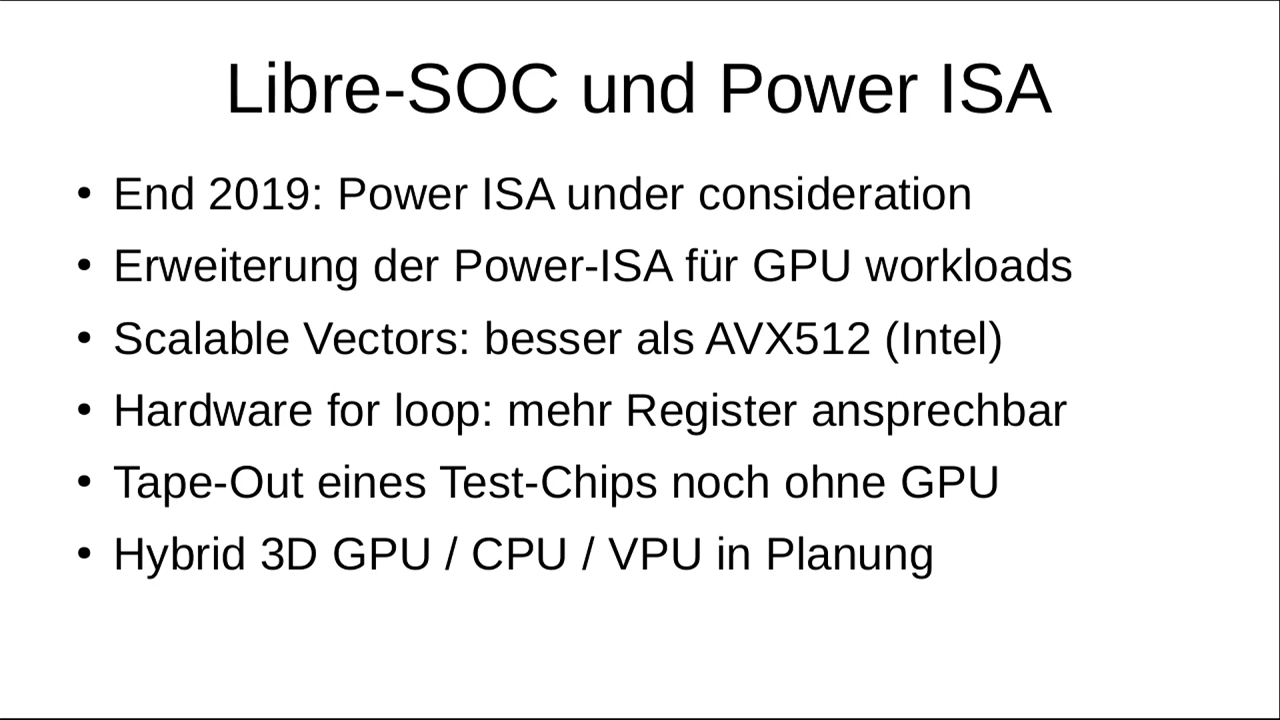 Libre-SOC und Power ISA
• End 2019: Power ISA under consideration
• Erweiterung der Power-ISA für GPU workloads
• Scalable Vectors: besser als AVX512 (Intel)
• Hardware for loop: mehr Register ansprechbar
• Tape-Out eines Test-Chips noch ohne GPU
• Hybrid 3D GPU / CPU / VPU in Planung